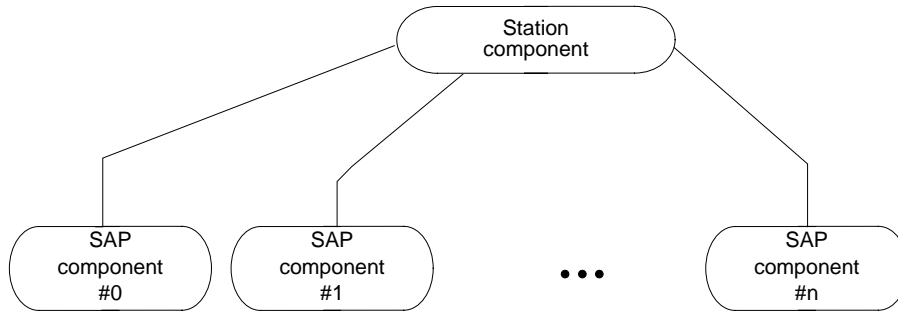 Station
component
SAP
component
#0
SAP
component
#1
• • •
SAP
component
#n